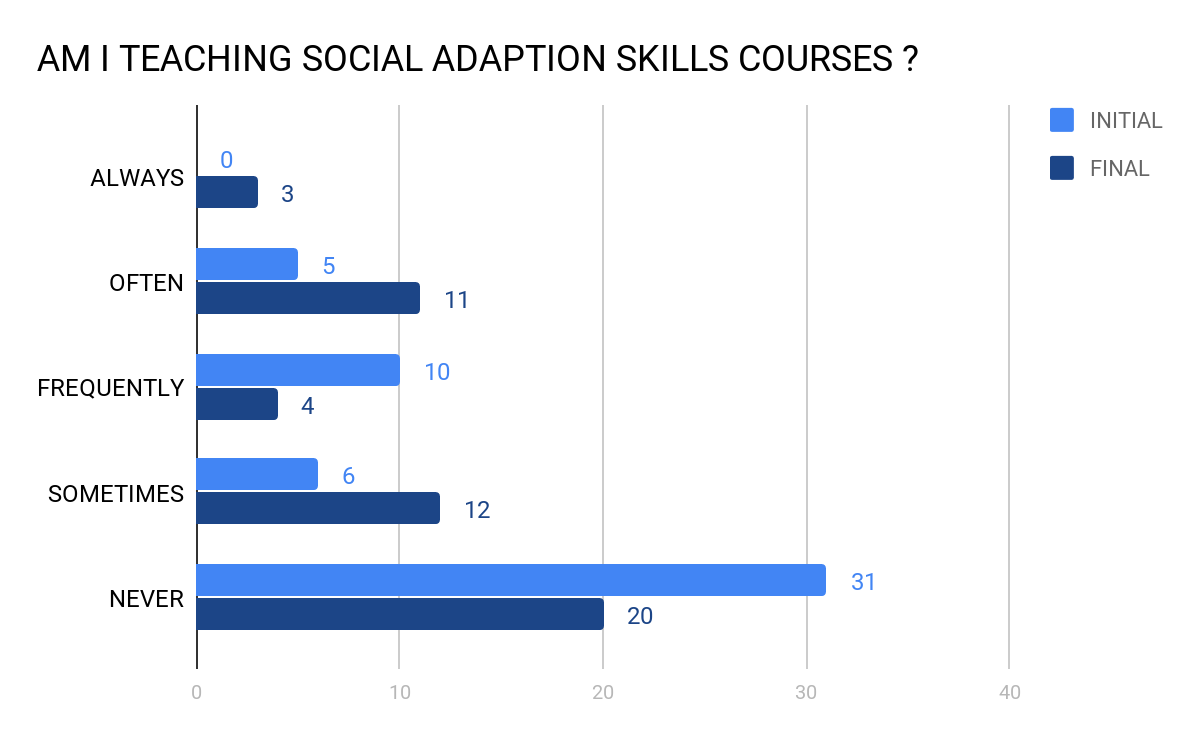 AM I TEACHING SOCIAL ADAPTION SKILLS COURSES ?
INITIAL
FINAL
ALWAYS
0
3
OFTEN
5
11
FREQUENTLY
10
4
SOMETIMES
6
12
NEVER
31
20
0 10 20 30 40